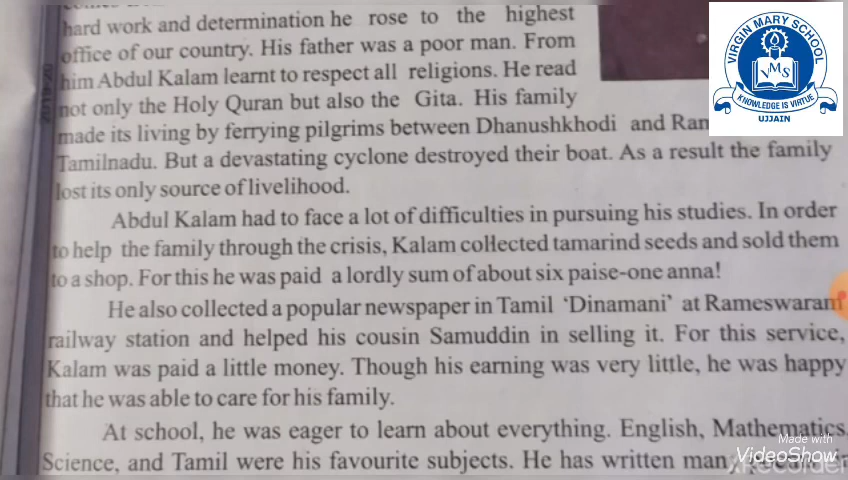 hard work and determination he rose to the highest
office of our country. His father was a poor man. From
him Abdul Kalam learnt to respect all religions. He read
not only the Holy Quran but also the Gita. His family
made its living by ferrying pilgrims between Dhanushkhodi and
Tamilnadu. But a devastating cyclone destroyed their boat. As a result the family
lost its only source of livelihood.
Abdul Kalam had to face a lot of difficulties in pursuing his studies. In order
to help the family through the crisis, Kalam collected tamarind seeds and sold them
to a shop. For this he was paid a lordly sum of about six paise-one anna!
He also collected a popular newspaper in Tamil 'Dinamani' at Rameswaram
railway station and helped his cousin Samuddin in selling it. For this service,
Kalam was paid a little money. Though his earning was very little, he was happy
that he was able to care for his family.
At school, he was eager to learn about everything. English, Mathematics,
Science, and Tamil were his favourite subjects. He has written
VIRGIN MARY SCHOOL
VMS
KNOWLEDGE IS VIRTUE
UJJAIN
2019-20
Made with
VideoShow